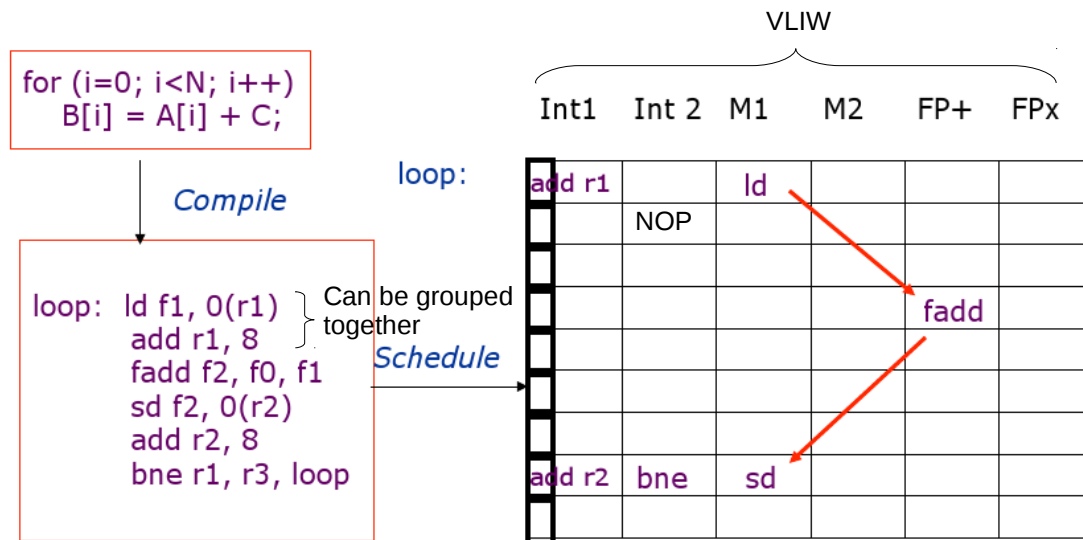 VLIW
for (i=0; i<N; i++)
B[i] = A[i] + C;
Int1 Int 2 M1 M2 FP+ FPx
Compile
loop:
add r1 ld
NOP
loop: ld f1, 0(r1)
add r1, 8
fadd f2, f0, f1
sd f2, 0(r2)
add r2, 8
bne r1, r3, loop
Can be grouped
together
Schedule
fadd
add r2 bne sd